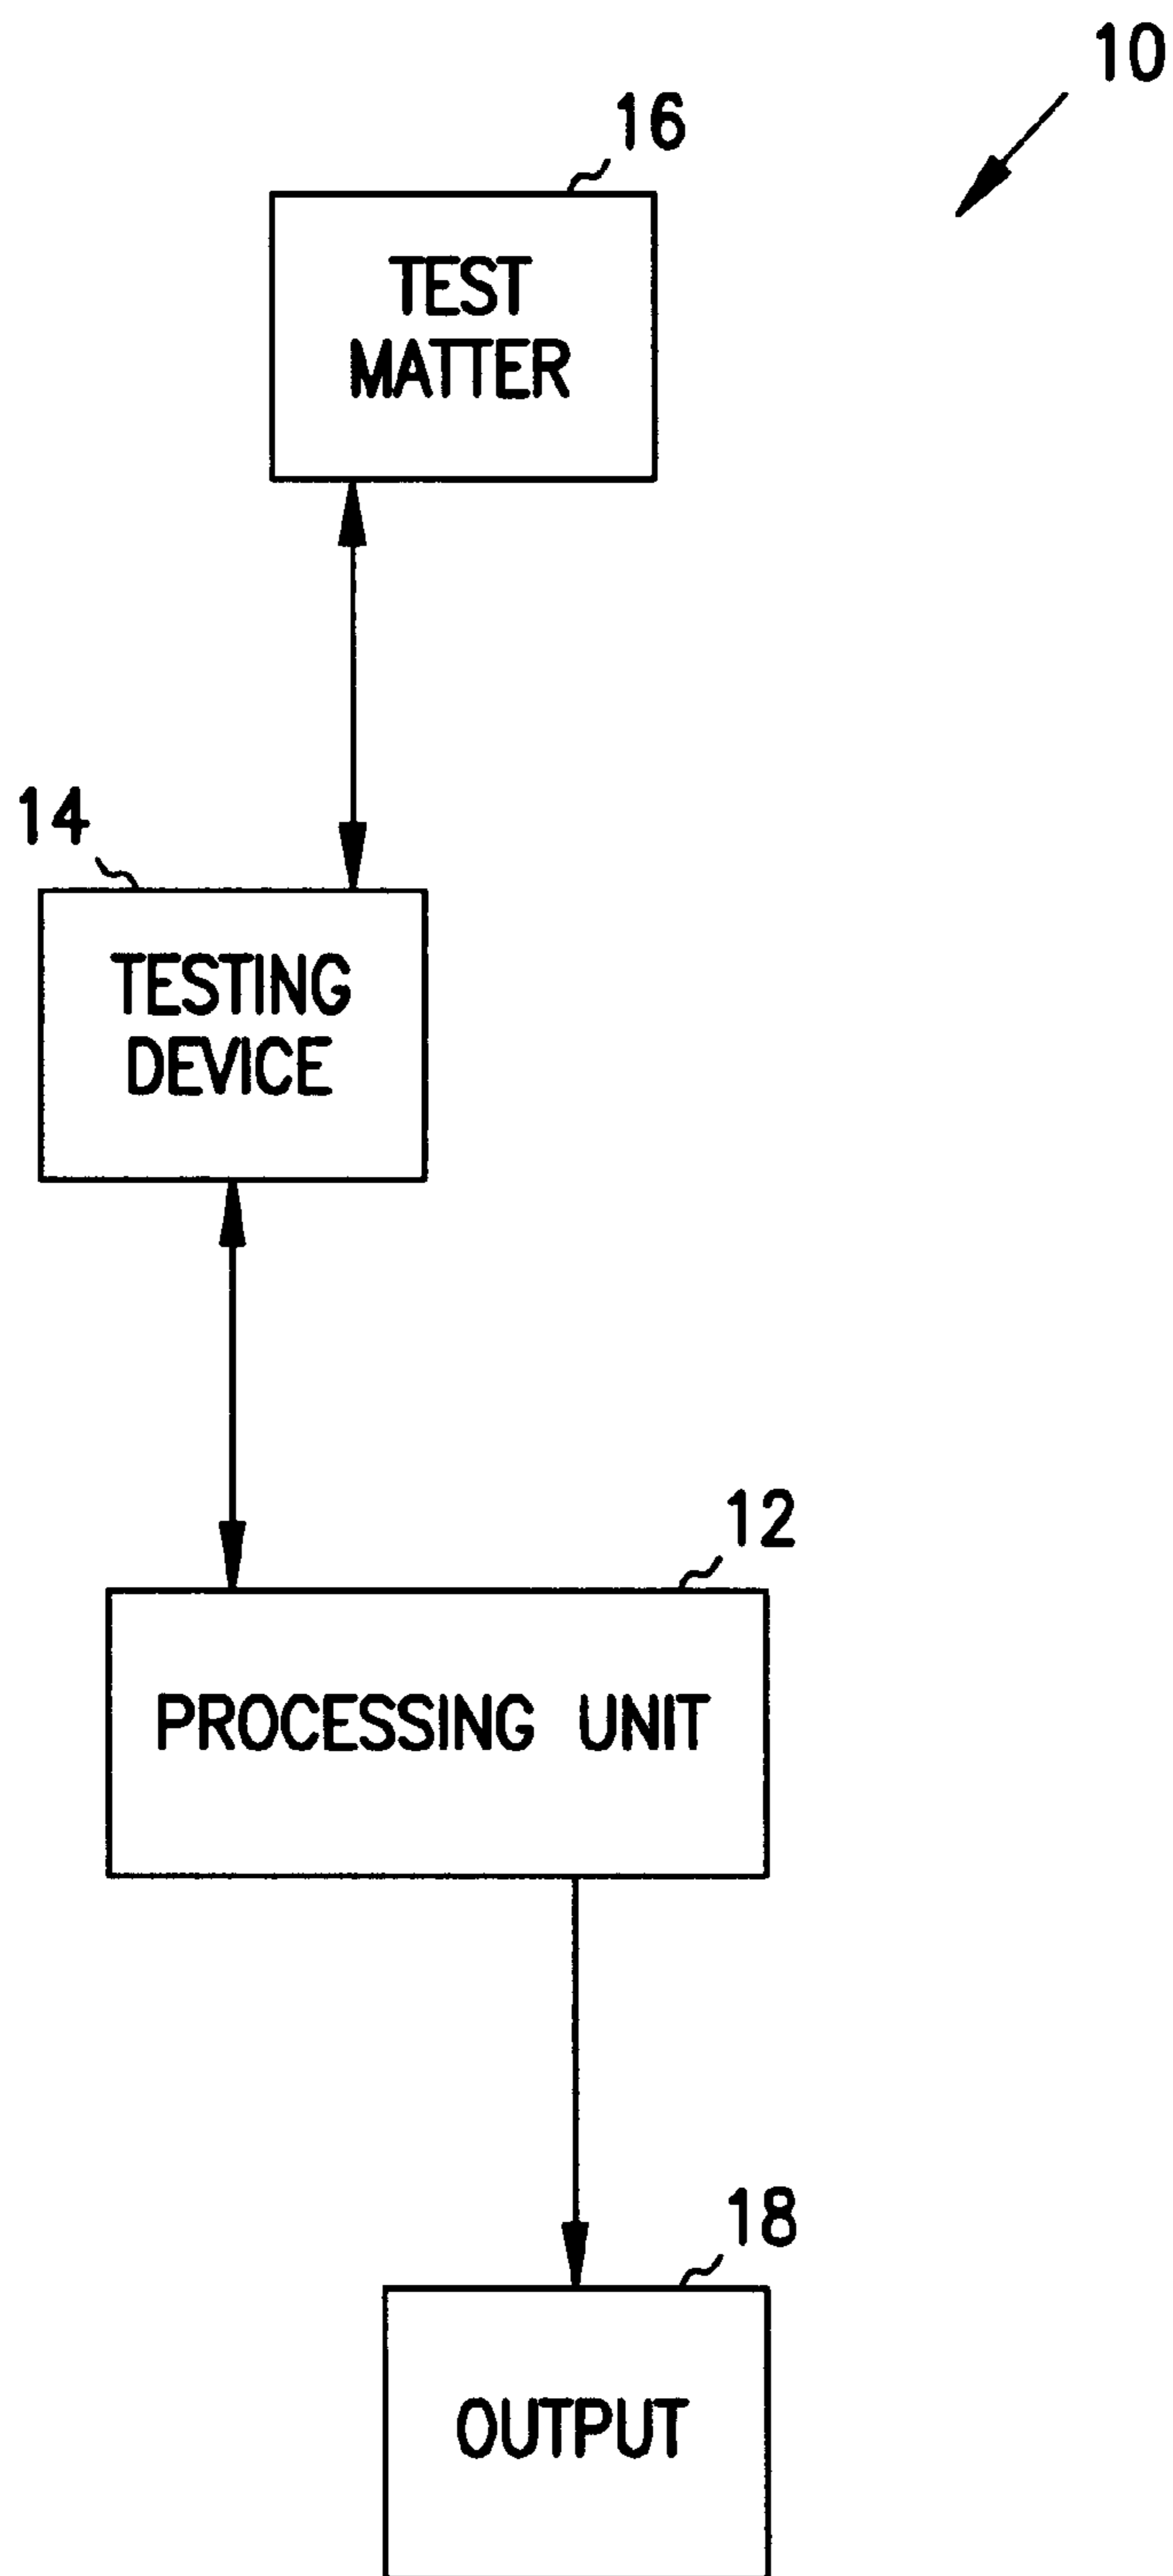 10
16
TEST
MATTER
14
TESTING
DEVICE
12
PROCESSING UNIT
18
OUTPUT